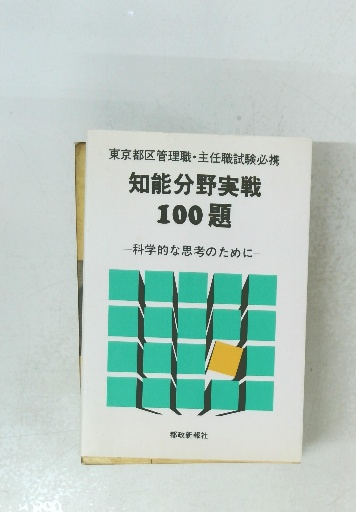 東京都区管理職・主任職試験必携
知能分野実戦
100題
―科学的な思考のために―
都政新報社